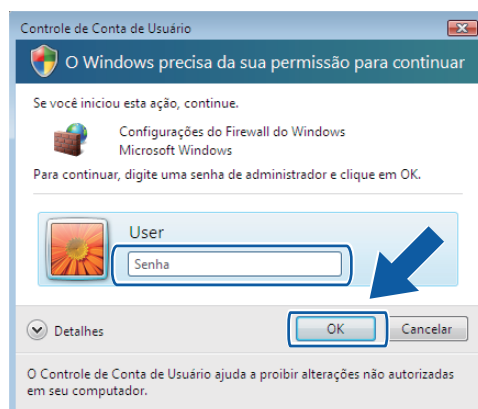 Controle de Conta de Usuário
O Windows precisa da sua permissão para continuar
Se você iniciou esta ação, continue.
Configurações do Firewall do Windows
Microsoft Windows
Para continuar, digite uma senha de administrador e clique em OK.
User
Senha
Detalhes
OK
Cancelar
O Controle de Conta de Usuário ajuda a proibir alterações não autorizadas
em seu computador.